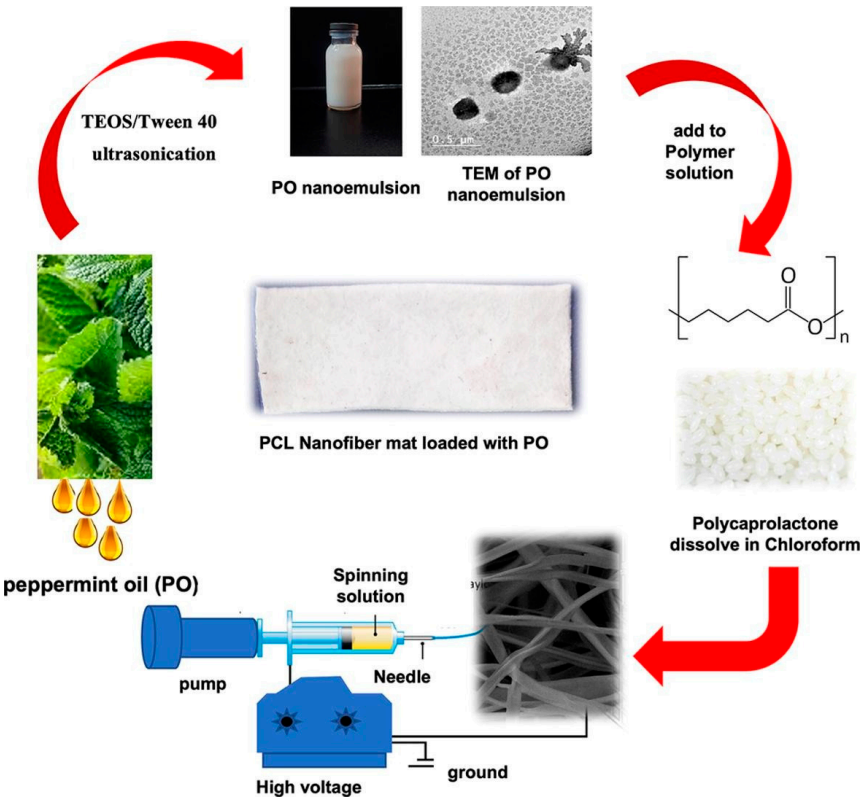 TEOS/Tween 40
ultrasonication
0.5 µm
PO nanoemulsion
TEM of PO
nanoemulsion
add to
Polymer
solution
O
O
n
PCL Nanofiber mat loaded with PO
Polycaprolactone
dissolve in Chloroform
peppermint oil (PO)
Spinning
solution
Needle
pump
High voltage
ground